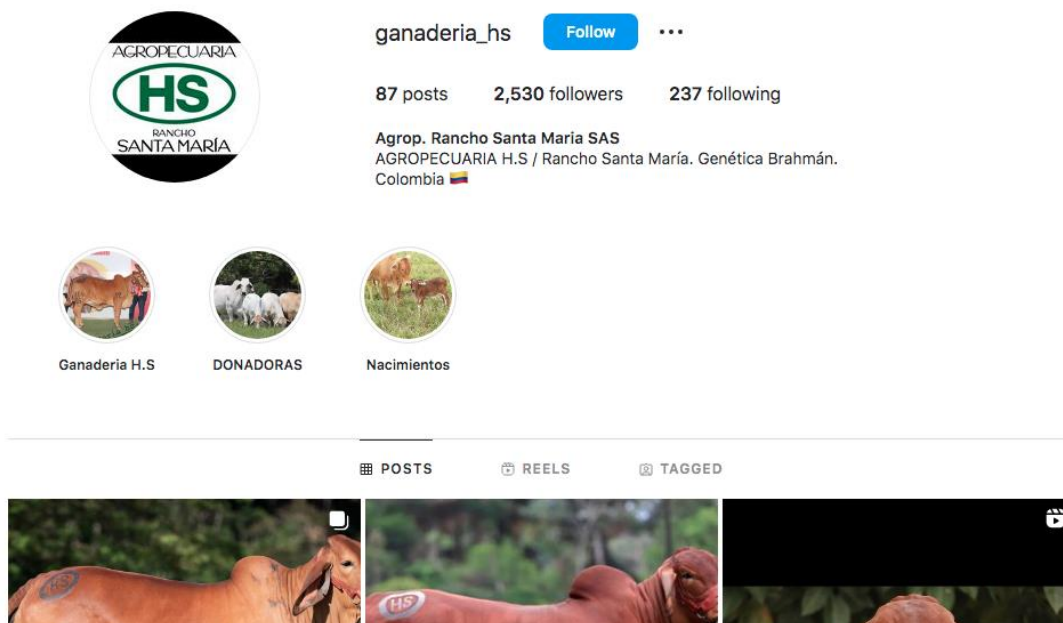 AGROPECUARIA
HS
RANCHO
SANTA MARÍA
ganaderia_hs
Follow
87 posts 2,530 followers 237 following
Agrop. Rancho Santa Maria SAS
AGROPECUARIA H.S / Rancho Santa María. Genética Brahmán.
Colombia 🇨🇴
Ganaderia H.S DONADORAS Nacimientos
POSTS REELS TAGGED
HS
HS